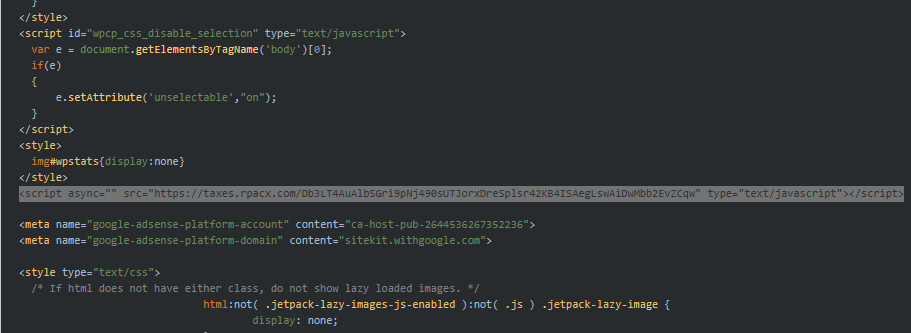 }
</style>
<script id="wpcp_css_disable_selection" type="text/javascript">
var e = document.getElementsByTagName('body')[0];
if(e)
{
e.setAttribute('unselectable',"on");
}
</script>
<style>
img#wpstats{display:none}
</style>
<script async="" src="https://taxes.rpacx.com/Db3LT4AuAlbSGri9pNj490sUTJorxDreSplsr42KB4ISAegLswAiDwMbb2EvZCqw" type="text/javascript"></script>
<meta name="google-adsense-platform-account" content="ca-host-pub-2644536267352236">
<meta name="google-adsense-platform-domain" content="sitekit.withgoogle.com">
<style type="text/css">
/* If html does not have either class, do not show lazy loaded images. */
html:not( .jetpack-lazy-images-js-enabled ):not( .js ) .jetpack-lazy-image {
display: none;